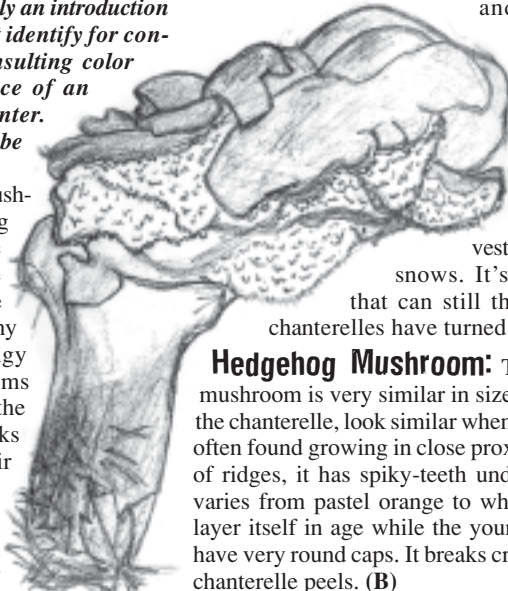 ly an introduction
identify for con-
nsulting color
ce of an
nter.
be
ush-
g
ny
gy
ms
the
ks
ir
and
vest
snows. It's
that can still th
chanterelles have turned
Hedgehog Mushroom: T
mushroom is very similar in size
the chanterelle, look similar when
often found growing in close prox
of ridges, it has spiky-teeth und
varies from pastel orange to wh
layer itself in age while the your
have very round caps. It breaks cr
chanterelle peels. (B)